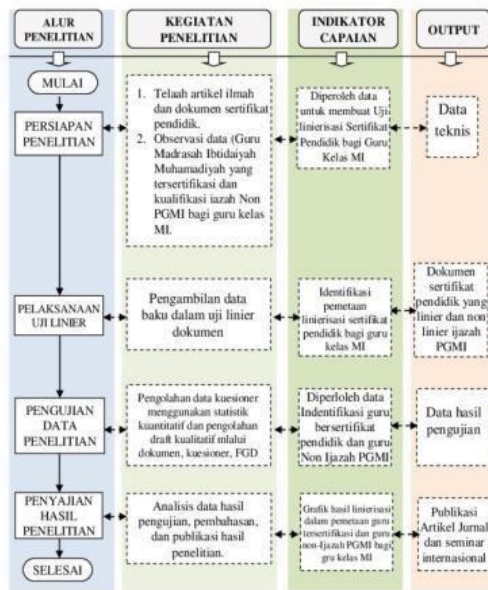 ALUR
PENELITIAN
KEGIATAN
PENELITIAN
INDIKATOR
CAPAIAN
OUTPUT
MULAI
PERSIAPAN
PENELITIAN
1. Telaah artikel ilmah
dan dokumen sertifikat
pendidik.
2. Observasi data (Guru
Madrasah Ibtidaiyah
Muhamadiyah yang
tersertifikasi dan
kualifikasi iazah Non
PGMI bagi guru kelas
MI.
Diperoleh data
untuk membuat Uji
linierisasi Sertifikat
Pendidik bagi Guru
Kelas MI
Data
teknis
PELAKSANAAN
UJI LINIER
Pengambilan data
baku dalam uji linier
dokumen
Identifikasi
pemetaan
linierisasi sertifikat
pendidik bagi guru
kelas MI
Dokumen
sertifikat
pendidik yang
linier dan non
linier ijazah
PGMI
PENGUJIAN
DATA
PENELITIAN
Pengolahan data kuesioner
menggunakan statistik
kuantitatif dan pengolahan
draft kualitatif mlalui
dokumen, kuesioner, FGD
Diperloleh data
Indentifikasi guru
bersertifikat
pendidik dan guru
Non Ijazah PGMI
Data hasil
pengujian
PENYAJIAN
HASIL
PENELITIAN
Analisis data hasil
pengujian, pembahasan,
dan publikasi hasil
penelitian.
Grafik hasil linierisasi
dalam pemetaan guru
tersertifikasi dan guru
non-Ijazah PGMI bagi
gru kelas MI
Publikasi
Artikel Jurnal
dan seminar
internasional
SELESAI